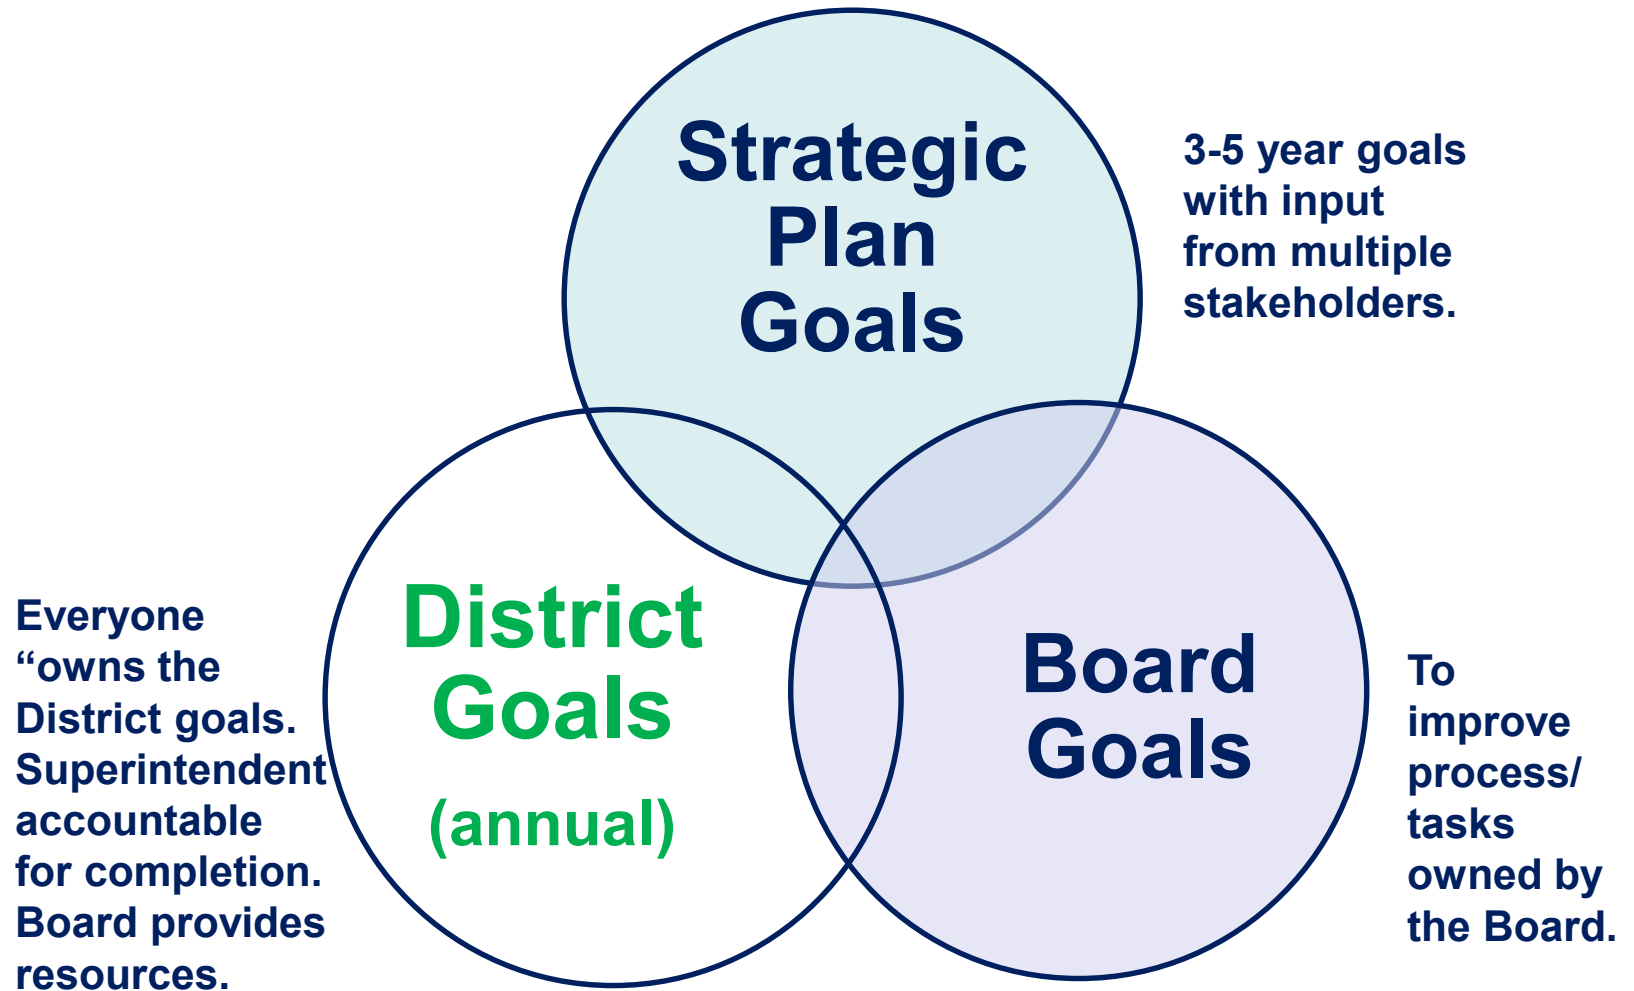 Strategic
Plan
Goals
3-5 year goals
with input
from multiple
stakeholders.
District
Goals
(annual)
Everyone
“owns the
District goals.
Superintendent
accountable
for completion.
Board provides
resources.
Board
Goals
To
improve
process/
tasks
owned by
the Board.